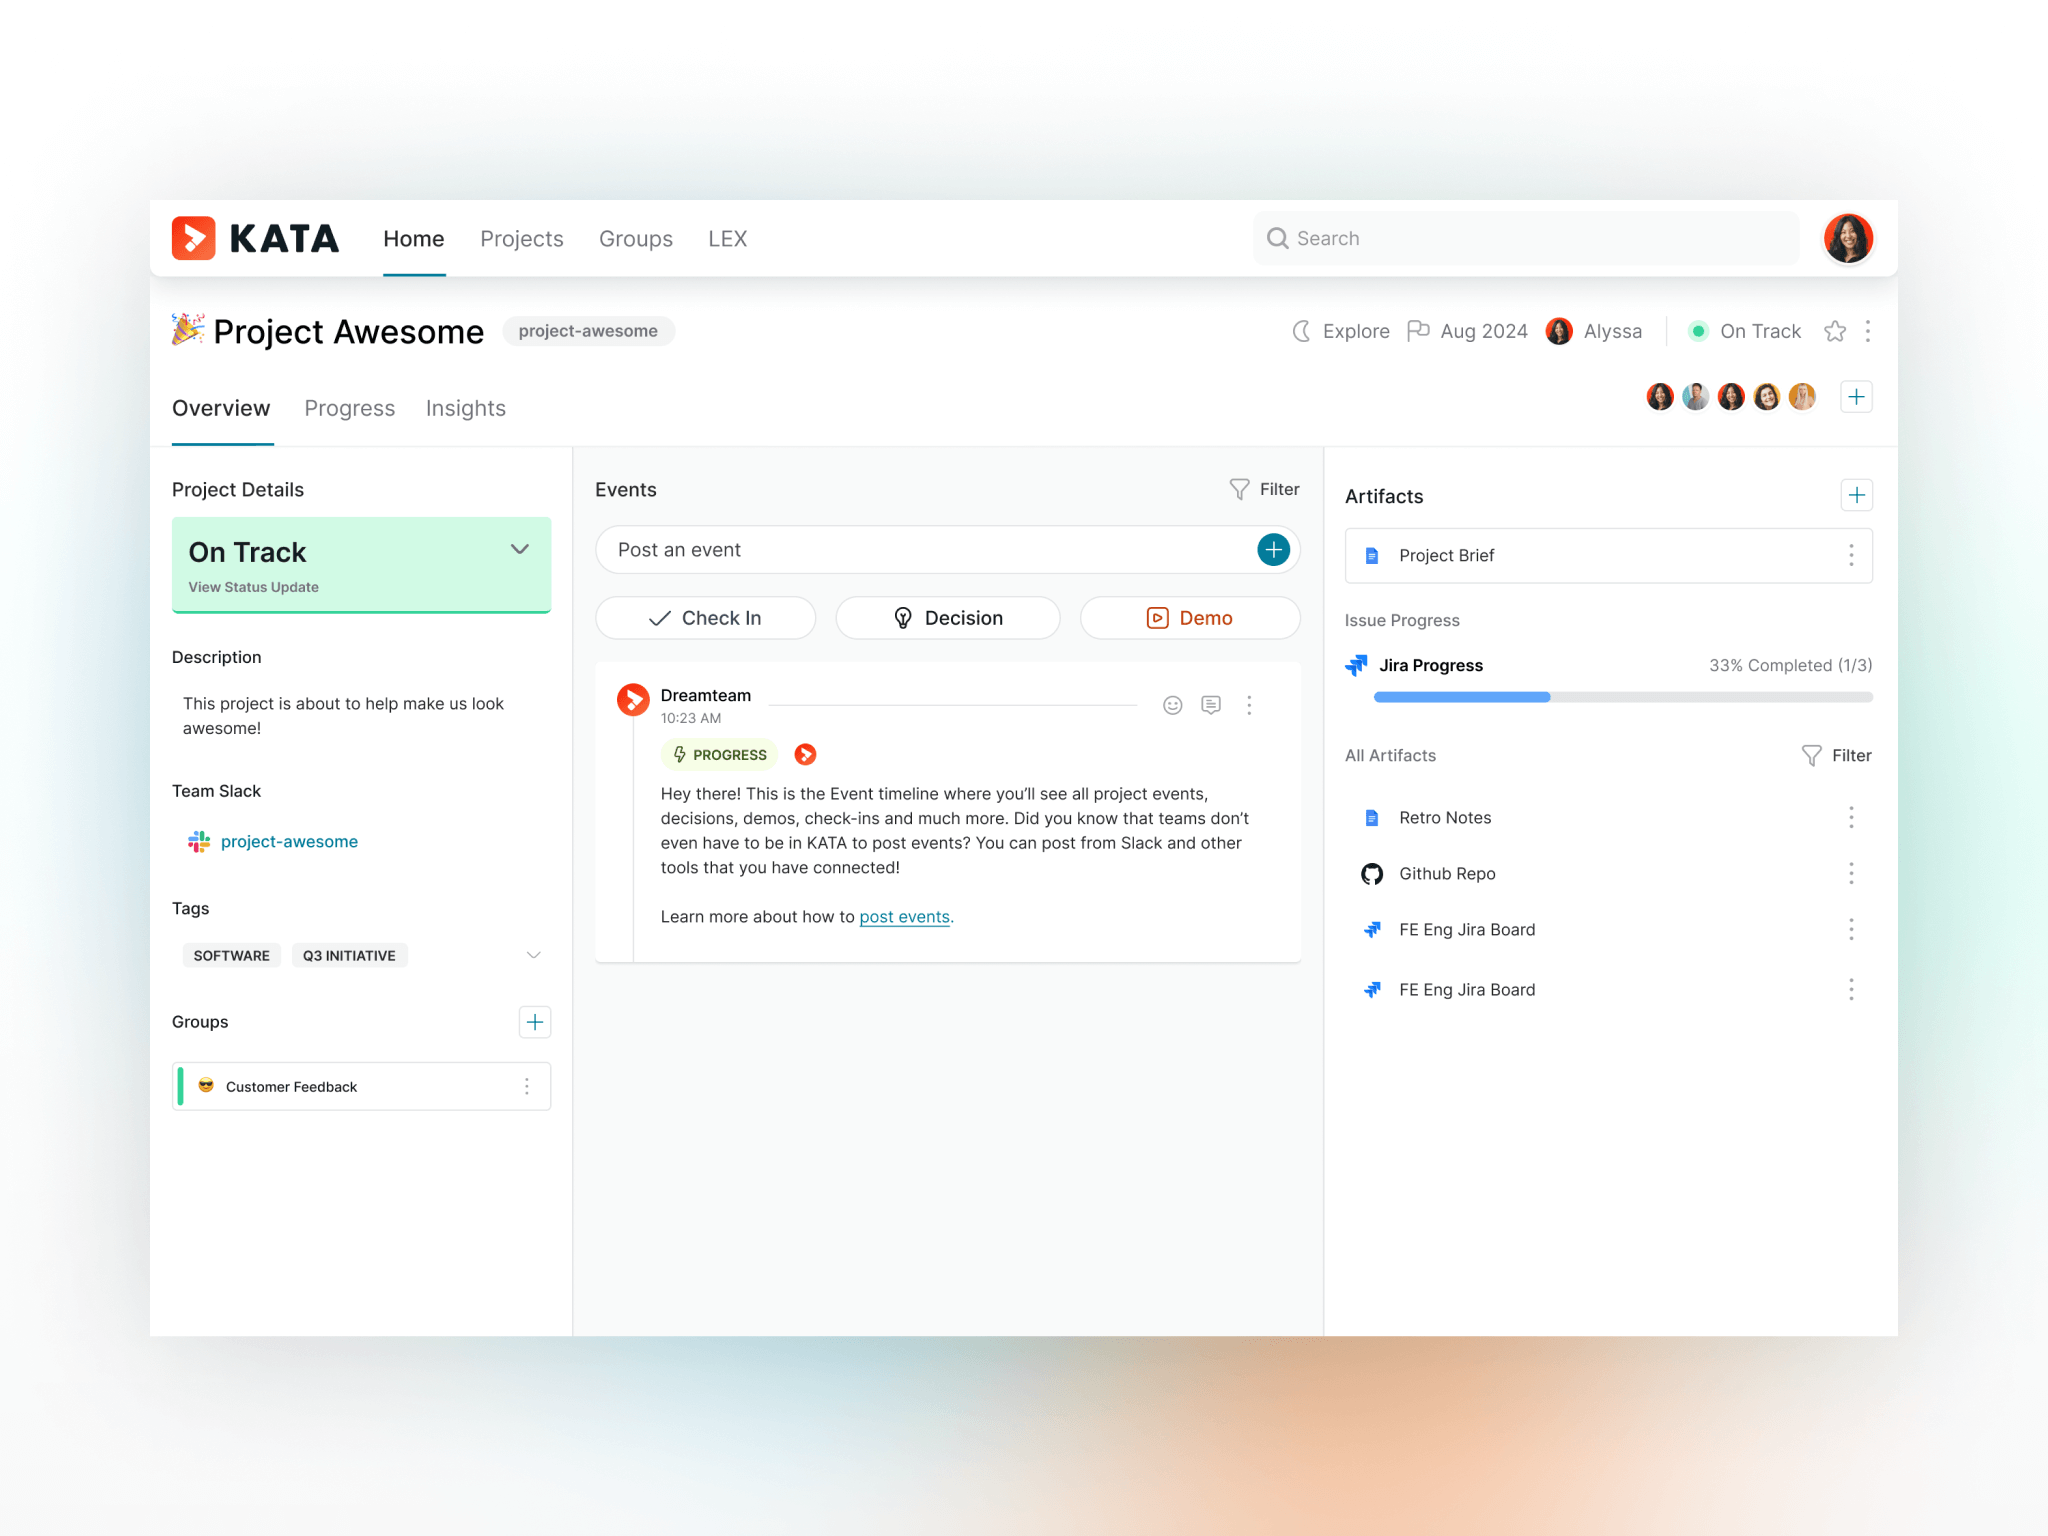 KATA
Home
Projects
Groups
LEX
Search
Project Awesome
project-awesome
Explore
Aug 2024
Alyssa
On Track
Overview
Progress
Insights
Project Details
On Track
View Status Update
Description
This project is about to help make us look
awesome!
Team Slack
project-awesome
Tags
SOFTWARE
Q3 INITIATIVE
Groups
Customer Feedback
Events
Filter
Post an event
Check In
Decision
Demo
Dreamteam
10:23 AM
PROGRESS
Hey there! This is the Event timeline where you’ll see all project events,
decisions, demos, check-ins and much more. Did you know that teams don’t
even have to be in KATA to post events? You can post from Slack and other
tools that you have connected!
Learn more about how to post events.
Artifacts
Project Brief
Issue Progress
Jira Progress
33% Completed (1/3)
All Artifacts
Filter
Retro Notes
Github Repo
FE Eng Jira Board
FE Eng Jira Board